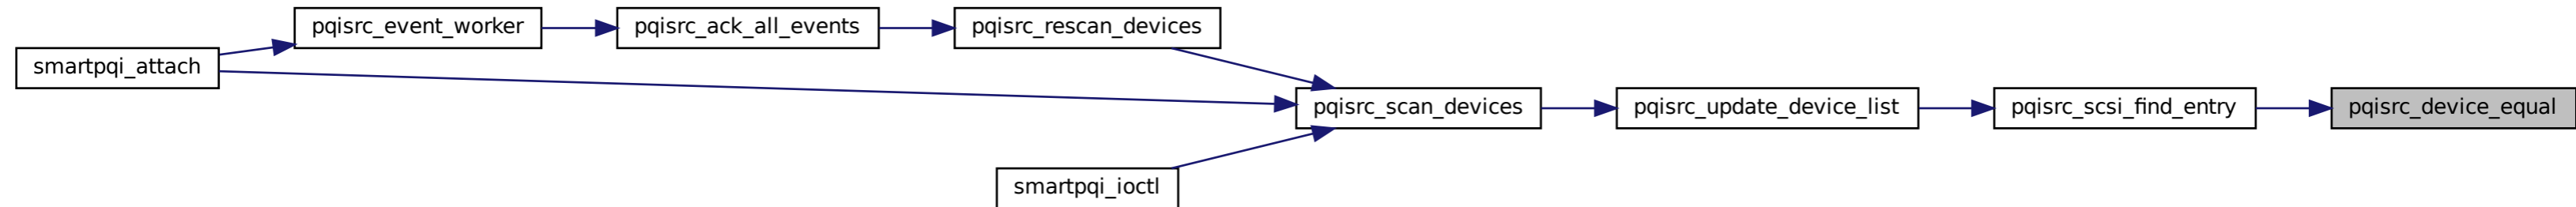 pqisrc_event_worker
pqisrc_ack_all_events
pqisrc_rescan_devices
smartpqi_attach
pqisrc_scan_devices
pqisrc_update_device_list
pqisrc_scsi_find_entry
pqisrc_device_equal
smartpqi_ioctl